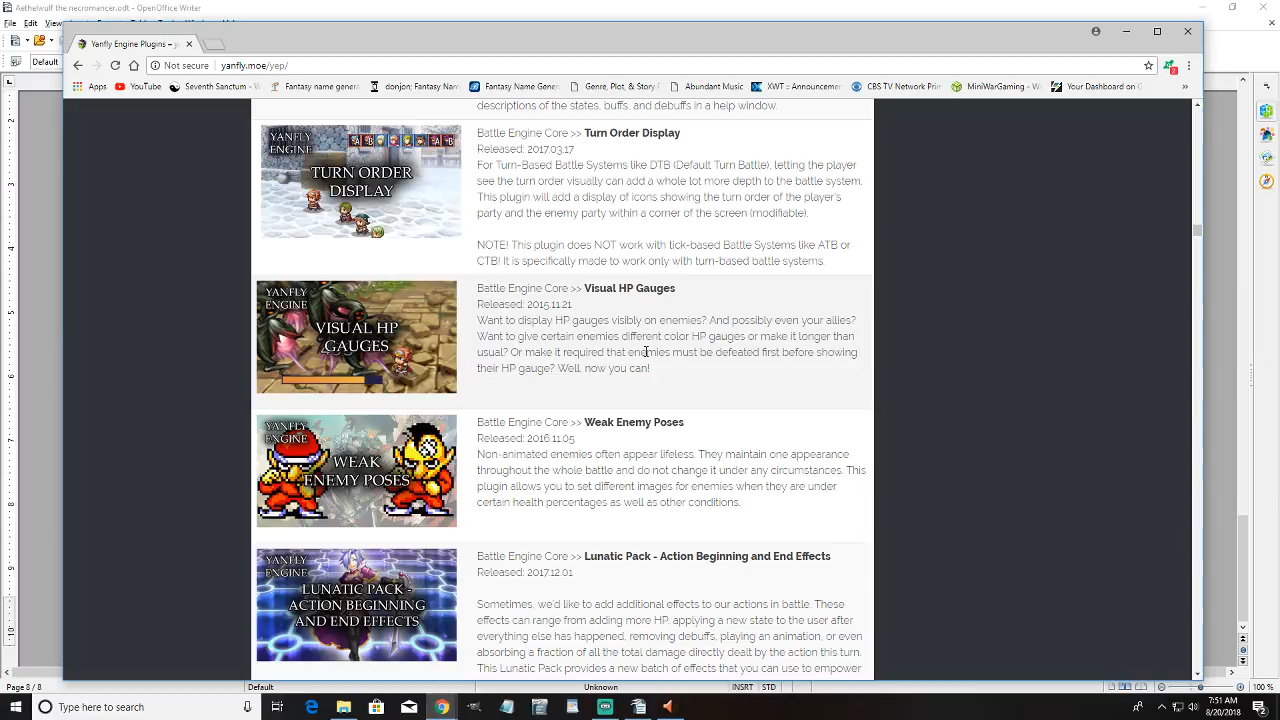 Aethelwulf the necromancer.odt - OpenOffice Writer
File Edit
Default
Yanfly Engine Plugins – y
Not secure yanfly.moe/yep/
Apps YouTube Seventh Sanctum - Fantasy name gener donjon; Fantasy Nam Fantasy Name Genera Genre, Plot, & Story I Abundant Music XWT :: Announcemen CBS TV Network Prim MiniWarGaming - Min Your Dashboard on G
descriptions of the states, buffs, and debuffs in a help window.
YANFLY
ENGINE
TURN ORDER
DISPLAY
Battle Engine Core >> Turn Order Display
Released: 2017.03.17
For Turn-Based Battle Systems like DTB (Default Turn Battle), letting the player
see the turn order visually can add a whole lot more depth to the battle system.
This plugin will add a display of icons showing the turn order of the player's
party and the enemy party within a corner of the screen (modifiable).
NOTE! This plugin does NOT work with tick-based Battle Systems like ATB or
CTB! It is specifically made to work only with turn-based battle systems.
YANFLY
ENGINE
VISUAL HP
GAUGES
Battle Engine Core >> Visual HP Gauges
Released: 2015.11.21
Want to display HP gauges visibly on enemies? And possibly even your allies?
Want to give certain enemies different color HP gauges or make it longer than
usual? Or make it required that enemies must be defeated first before showing
their HP gauge? Well, now you can!
YANFLY
ENGINE
WEAK
ENEMY POSES
Battle Engine Core >> Weak Enemy Poses
Released: 2016.11.05
Non-animated enemies often appear lifeless. They maintain one appearance
throughout the whole battle and do not change it under any circumstances. This
plugin allows you to set different images for enemies when they are under
certain health percentages as well as other conditions.
YANFLY
ENGINE
LUNATIC PACK -
ACTION BEGINNING
AND END EFFECTS
Battle Engine Core >> Lunatic Pack - Action Beginning and End Effects
Released: 2017.12.01
Sometimes, we'd like to add additional effects to our actions in battle. These
effects can range from adding more HP, applying a new state to the user after
everything else has happened, removing debuffs, playing an animation, or even
absorbing a fraction of all the total damage directly dealt by the action this turn.
This Lunatic Pack provides a new batch of effects that you can use to empower
Page 8 / 8 Default Unknown INSRT STD 100 %
Type here to search
7:51 AM
8/20/2018